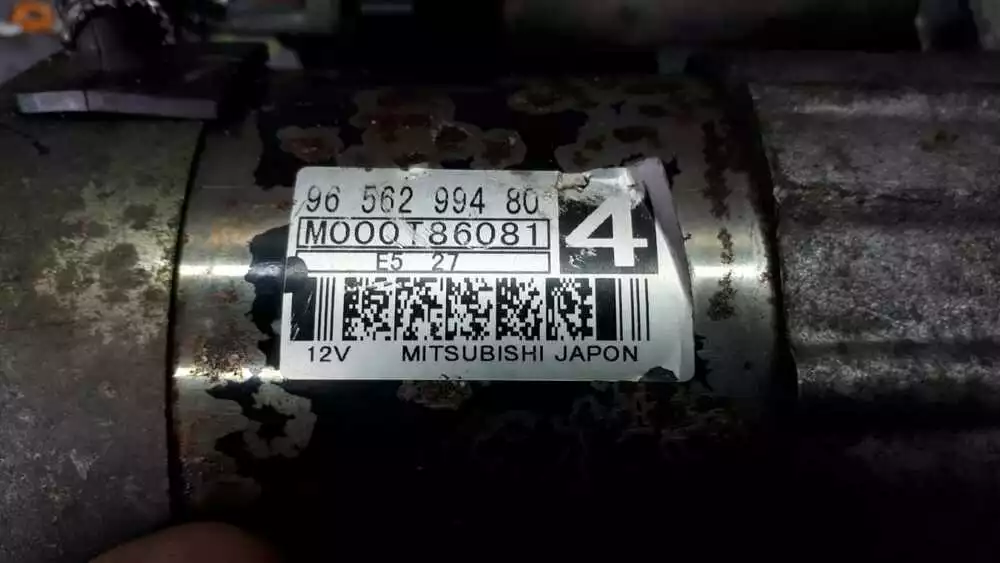 96 562 994 80
M000T86081
4
E5 27
12V MITSUBISHI JAPON